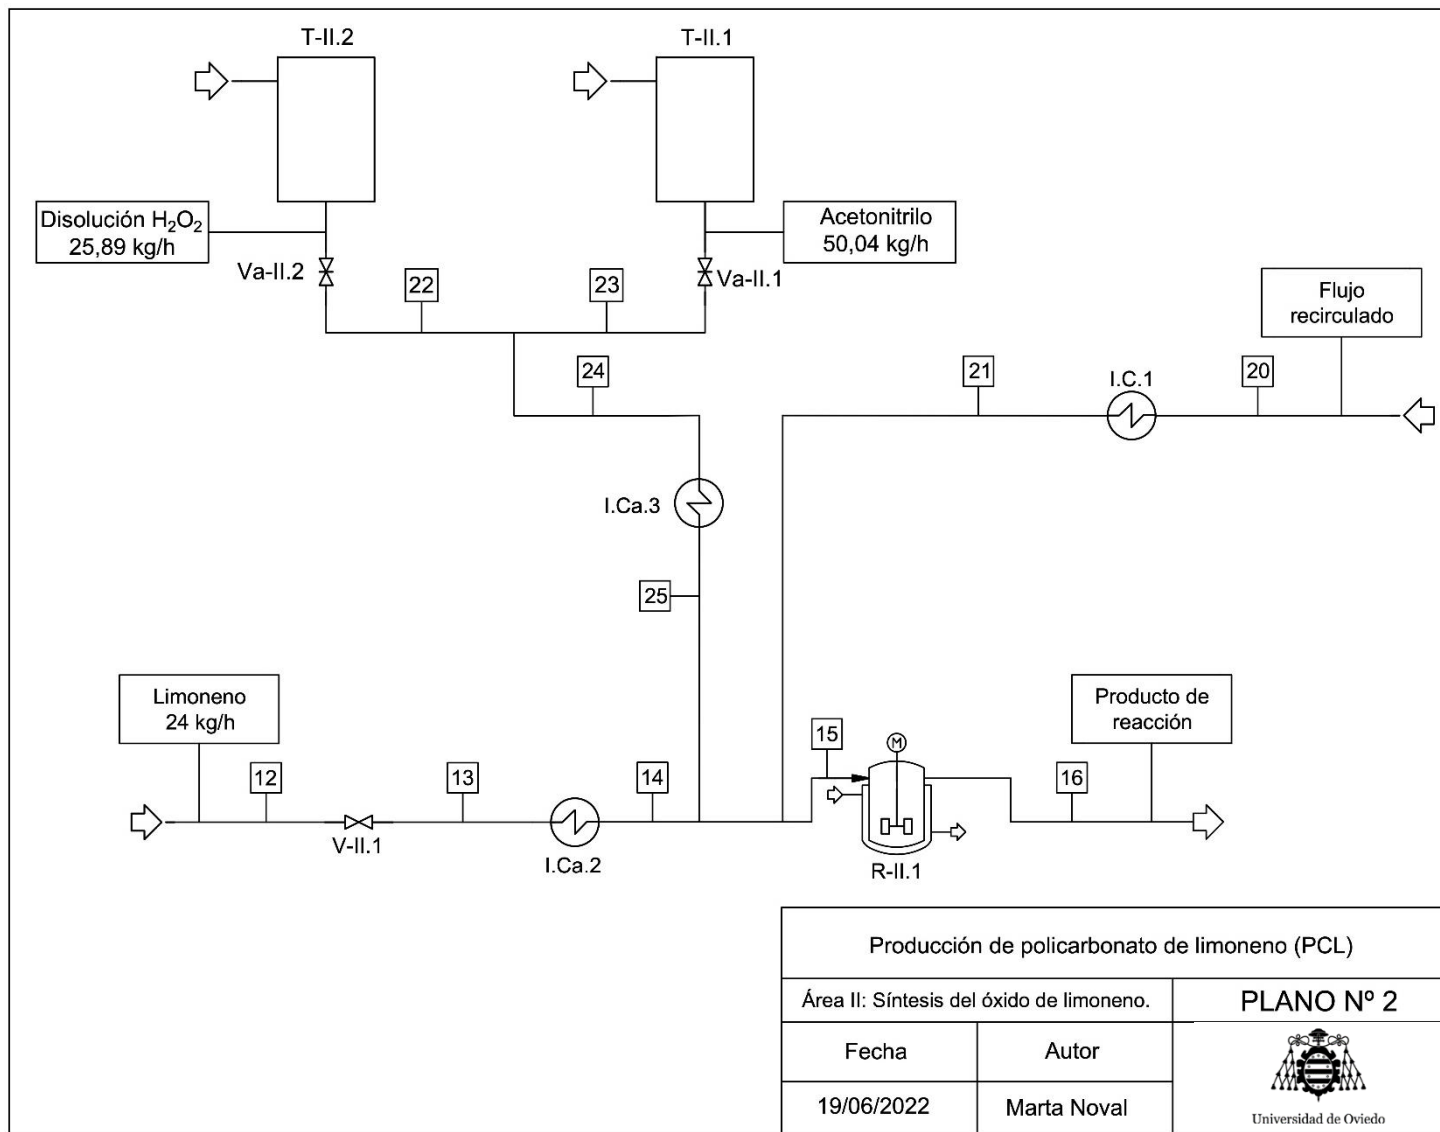 T-II.2
T-II.1
Disolución H₂O₂
25,89 kg/h
Acetonitrilo
50,04 kg/h
Va-II.2
22
23
Va-II.1
Flujo
recirculado
24
21
I.C.1
20
I.Ca.3
25
Limoneno
24 kg/h
12
13
14
15
M
Producto de
reacción
16
V-II.1
I.Ca.2
R-II.1
Producción de policarbonato de limoneno (PCL)
Área II: Síntesis del óxido de limoneno.
PLANO Nº 2
Fecha
Autor
19/06/2022
Marta Noval
Universidad de Oviedo